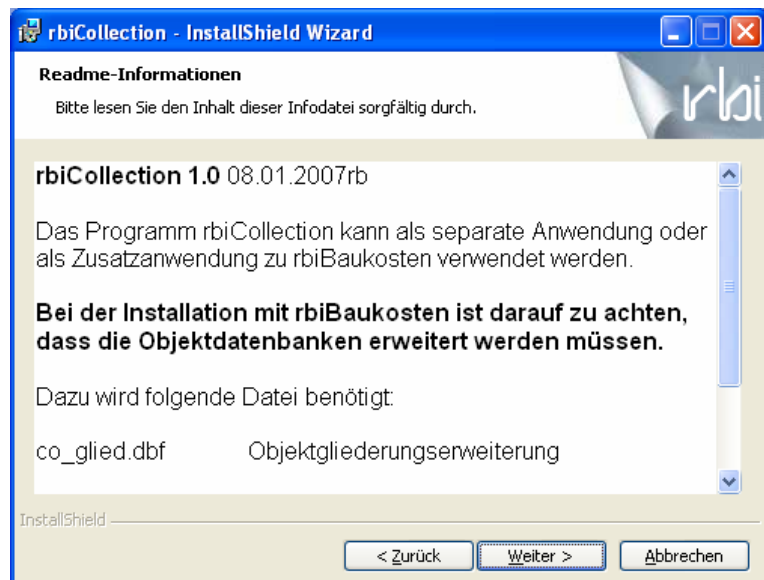 rbiCollection - InstallShield Wizard
Readme-Informationen
Bitte lesen Sie den Inhalt dieser Infodatei sorgfältig durch.
rbi
rbiCollection 1.0 08.01.2007rb
Das Programm rbiCollection kann als separate Anwendung oder
als Zusatzanwendung zu rbiBaukosten verwendet werden.
Bei der Installation mit rbiBaukosten ist darauf zu achten,
dass die Objektdatenbanken erweitert werden müssen.
Dazu wird folgende Datei benötigt:
co_glied.dbf Objektgliederungserweiterung
InstallShield
< Zurück Weiter > Abbrechen